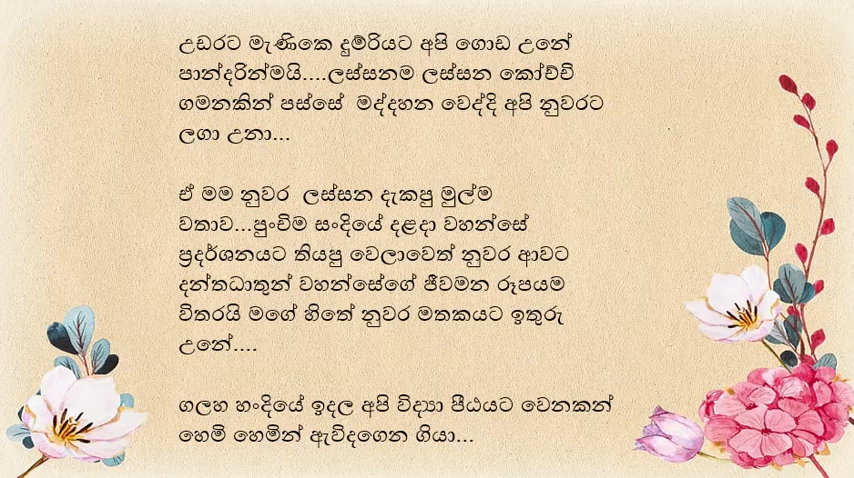 උඩරට මැණිකෙ දුම්රියට අපි ගොඩ උනේ
පාන්දරින්මයි....ලස්සනම ලස්සන කෝච්චි
ගමනකින් පස්සේ මද්දහන වෙද්දි අපි නුවරට
ලගා උනා...
ඒ මම නුවර ලස්සන දැකපු මුල්ම
වතාව...පුංචිම සංදියේ දළදා වහන්සේ
ප්‍රදර්ශනයට තියපු වෙලාවෙත් නුවර ආවට
දන්තධාතුන් වහන්සේගේ ජීවමන රූපයම
විතරයි මගේ හිතේ නුවර මතකයට ඉතුරු
උනේ....
ගලහ හංදියේ ඉදල අපි විද්‍යා පීඨයට වෙනකන්
හෙමි හෙමින් ඇවිදගෙන ගියා...